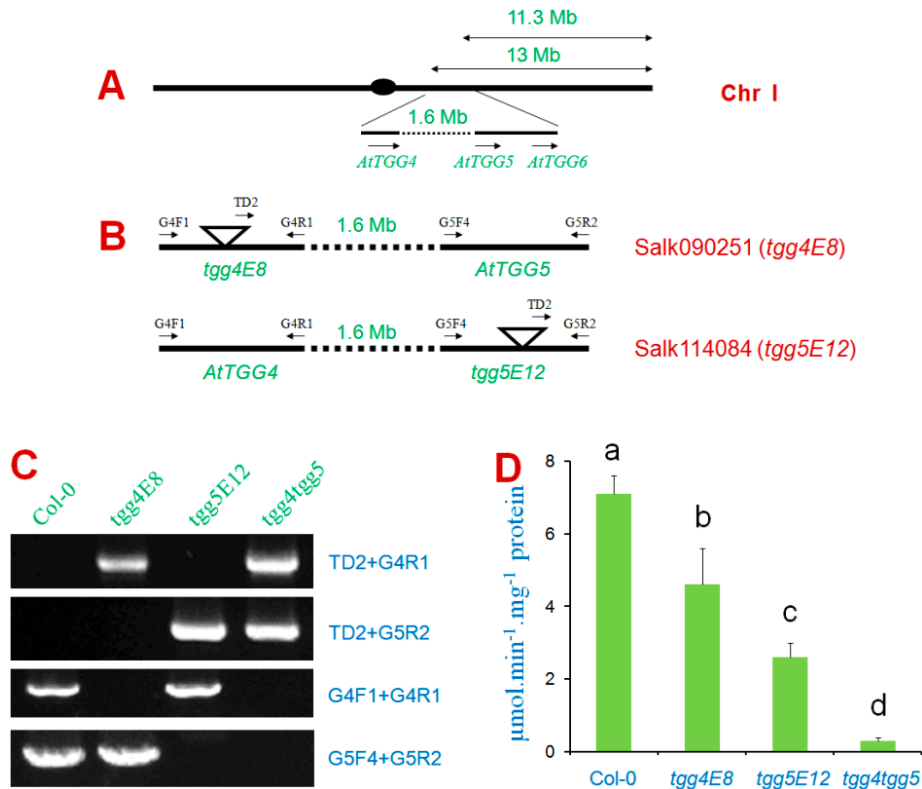 11.3 Mb
13 Mb
A
Chr I
1.6 Mb
AtTGG4 AtTGG5 AtTGG6
B
TD2
G4F1 G4R1 1.6 Mb G5F4 G5R2
tgg4E8 AtTGG5
Salk090251 (tgg4E8)
TD2
G4F1 G4R1 1.6 Mb G5F4 G5R2
AtTGG4 tgg5E12
Salk114084 (tgg5E12)
C
Col-0 tgg4E8 tgg5E12 tgg4tgg5
TD2+G4R1
TD2+G5R2
G4F1+G4R1
G5F4+G5R2
D
µmol.min⁻¹.mg⁻¹ protein
8
6
4
2
0
a
b
c
d
Col-0 tgg4E8 tgg5E12 tgg4tgg5